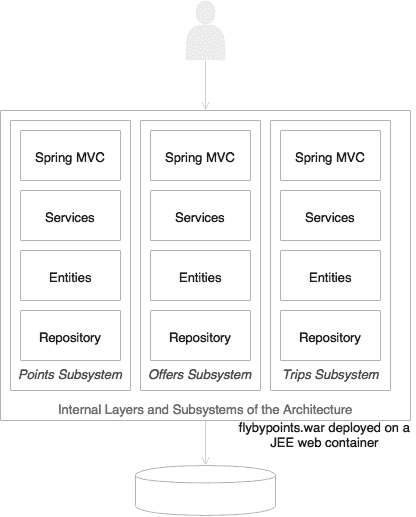 Spring MVC
Services
Entities
Repository
Points Subsystem
Spring MVC
Services
Entities
Repository
Offers Subsystem
Spring MVC
Services
Entities
Repository
Trips Subsystem
Internal Layers and Subsystems of the Architecture
flybypoints.war deployed on a
JEE web container